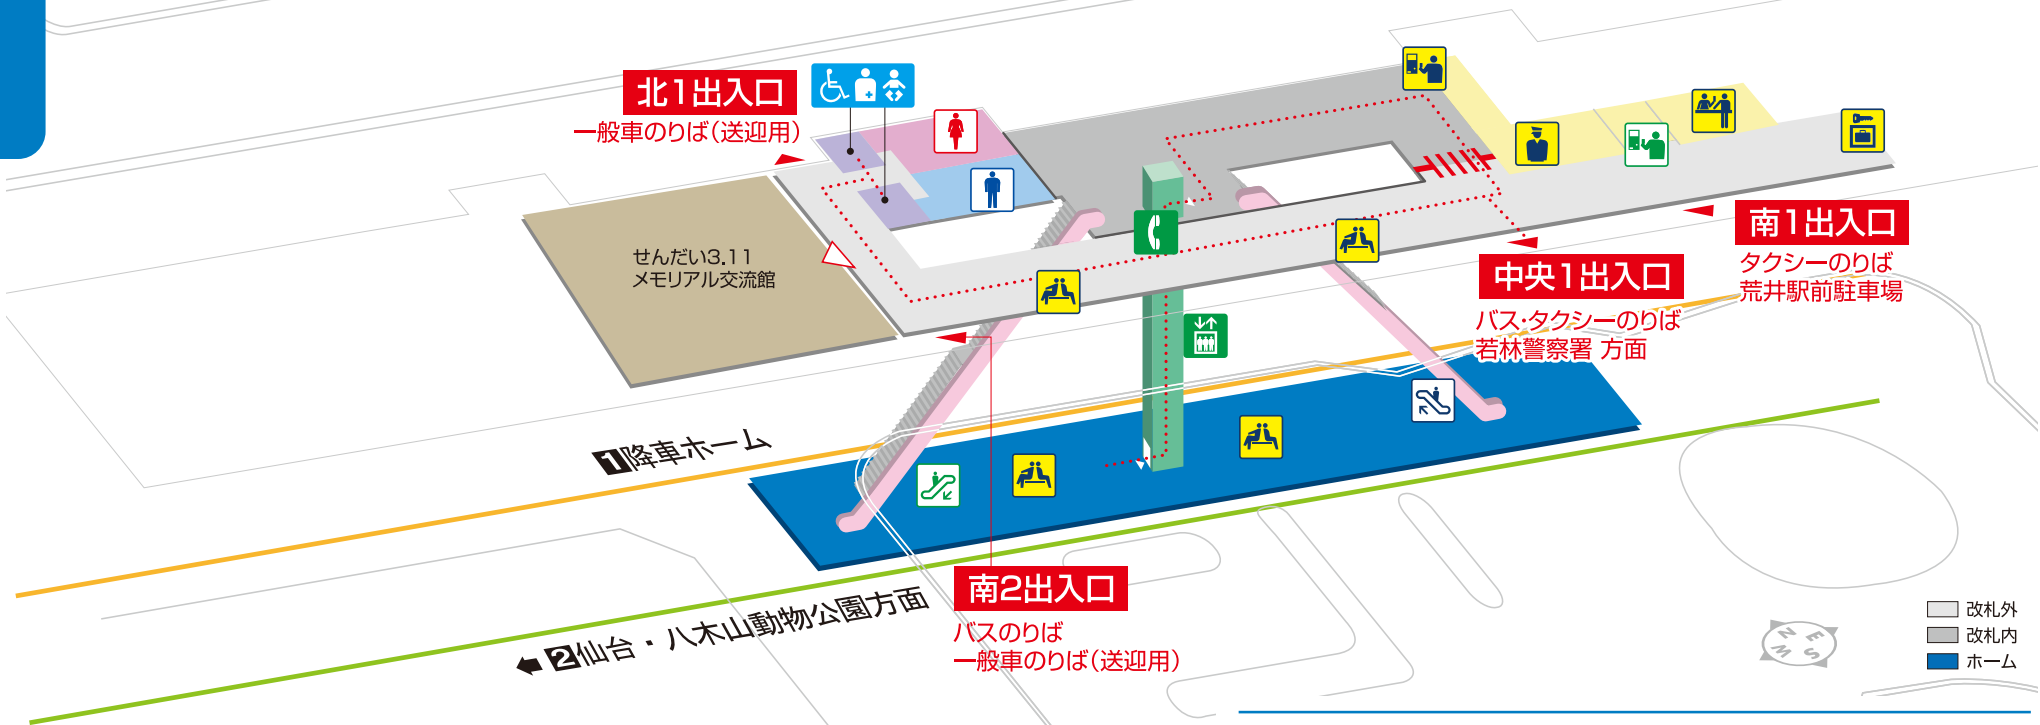 北1出入口
一般車のりば(送迎用)
せんだい3.11
メモリアル交流館
南1出入口
タクシーのりば
荒井駅前駐車場
中央1出入口
バス・タクシーのりば
若林警察署 方面
1降車ホーム
2仙台・八木山動物公園方面
南2出入口
バスのりば
一般車のりば(送迎用)
N
E
W
S
改札外
改札内
ホーム